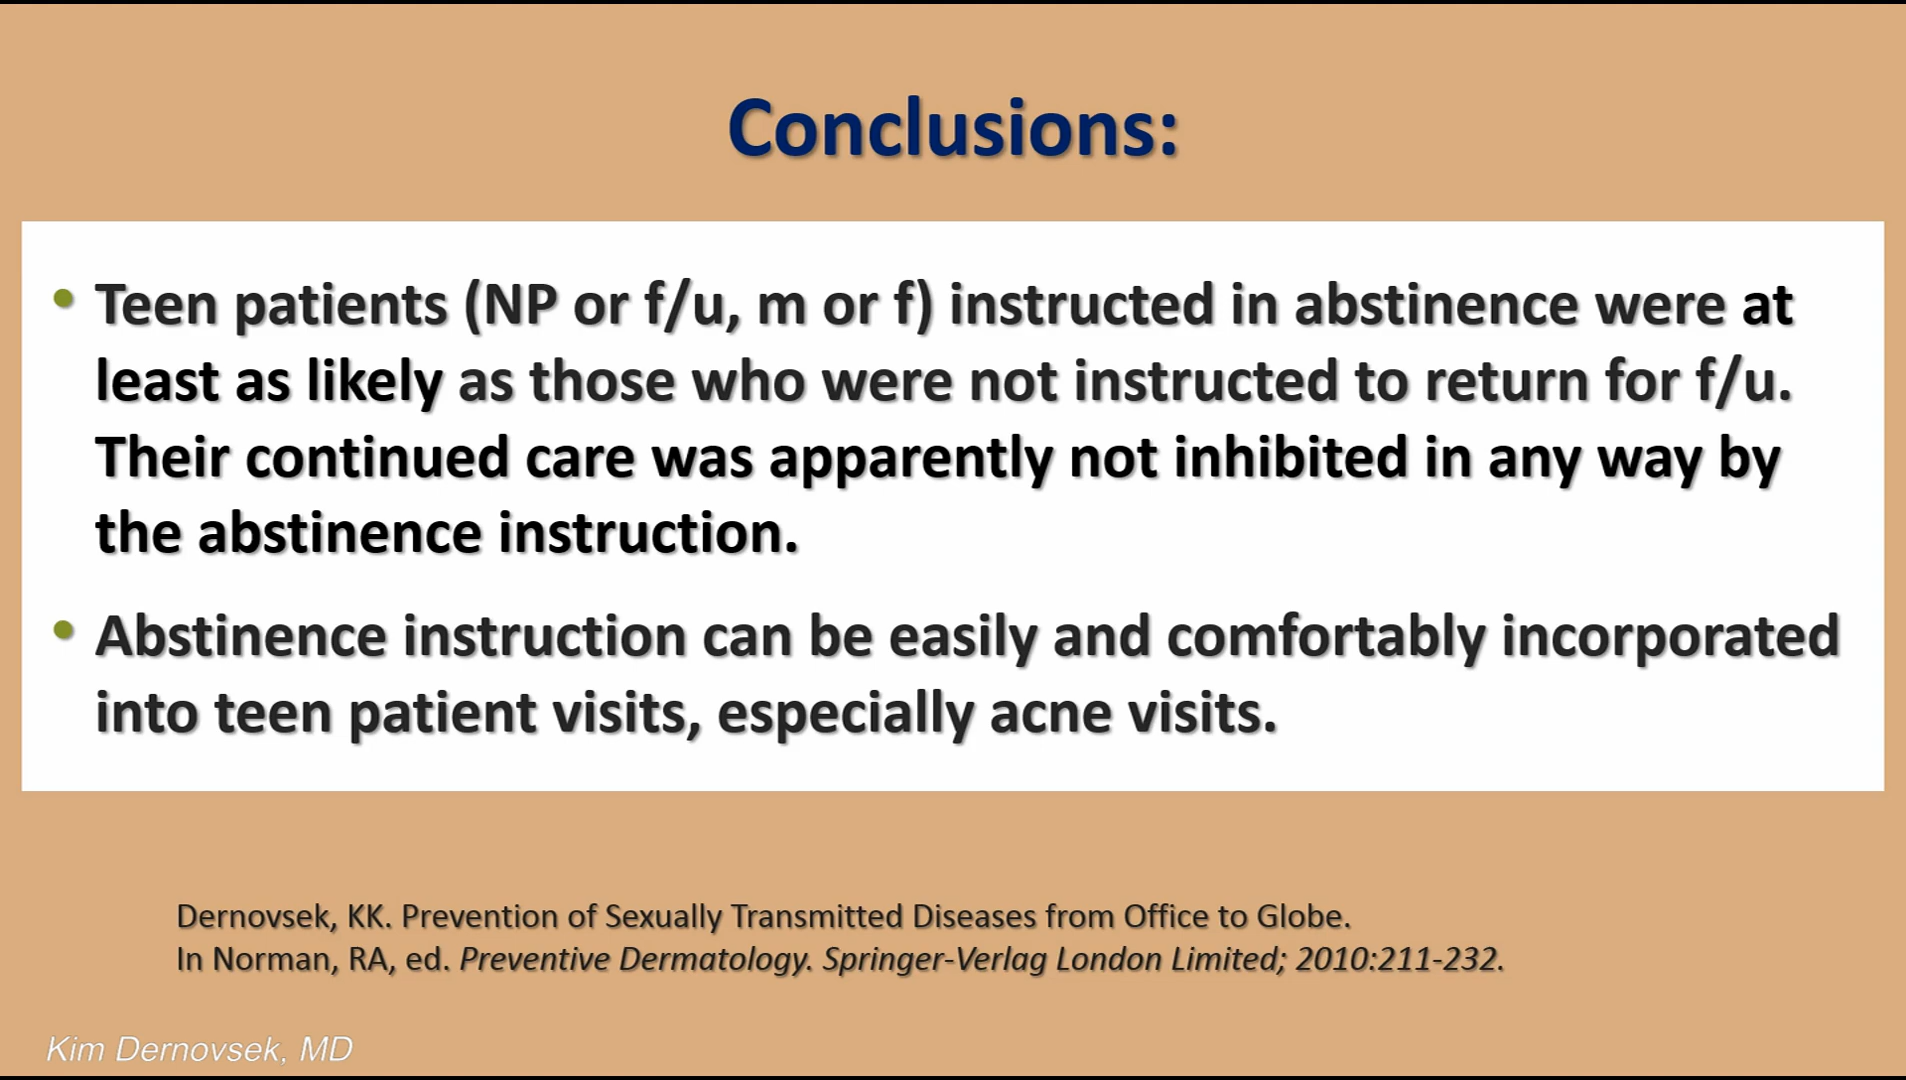 Conclusions:
• Teen patients (NP or f/u, m or f) instructed in abstinence were at
least as likely as those who were not instructed to return for f/u.
Their continued care was apparently not inhibited in any way by
the abstinence instruction.
• Abstinence instruction can be easily and comfortably incorporated
into teen patient visits, especially acne visits.
Dernovsek, KK. Prevention of Sexually Transmitted Diseases from Office to Globe.
In Norman, RA, ed. Preventive Dermatology. Springer-Verlag London Limited; 2010:211-232.
Kim Dernovsek, MD